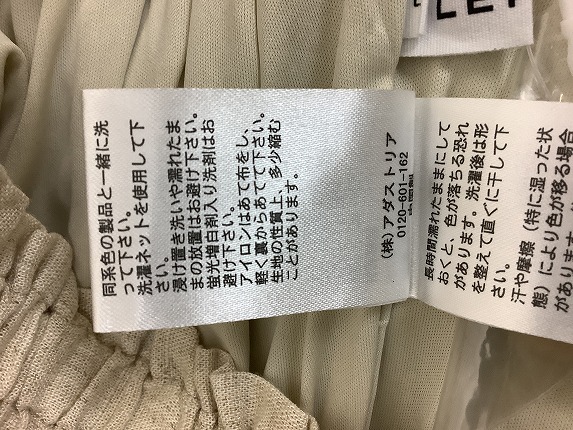 LE
同系色の製品と一緒に洗
って下さい。
洗濯ネットを使用して下
さい。
浸け置き洗いや濡れたま
まの放置はお避け下さい。
蛍光増白剤入り洗剤はお
避け下さい。
アイロンはあて布をし、
軽く裏からあてて下さい。
生地の性質上、多少縮む
ことがあります。
(株)アダストリア
0120-601-162
長時間濡れたままにして
おくと、色が落ちる恐れ
があります。洗濯後は形
を整えて直ぐに干して下
さい。
汗や摩擦(特に湿った状
態)により色が移る場合
があります